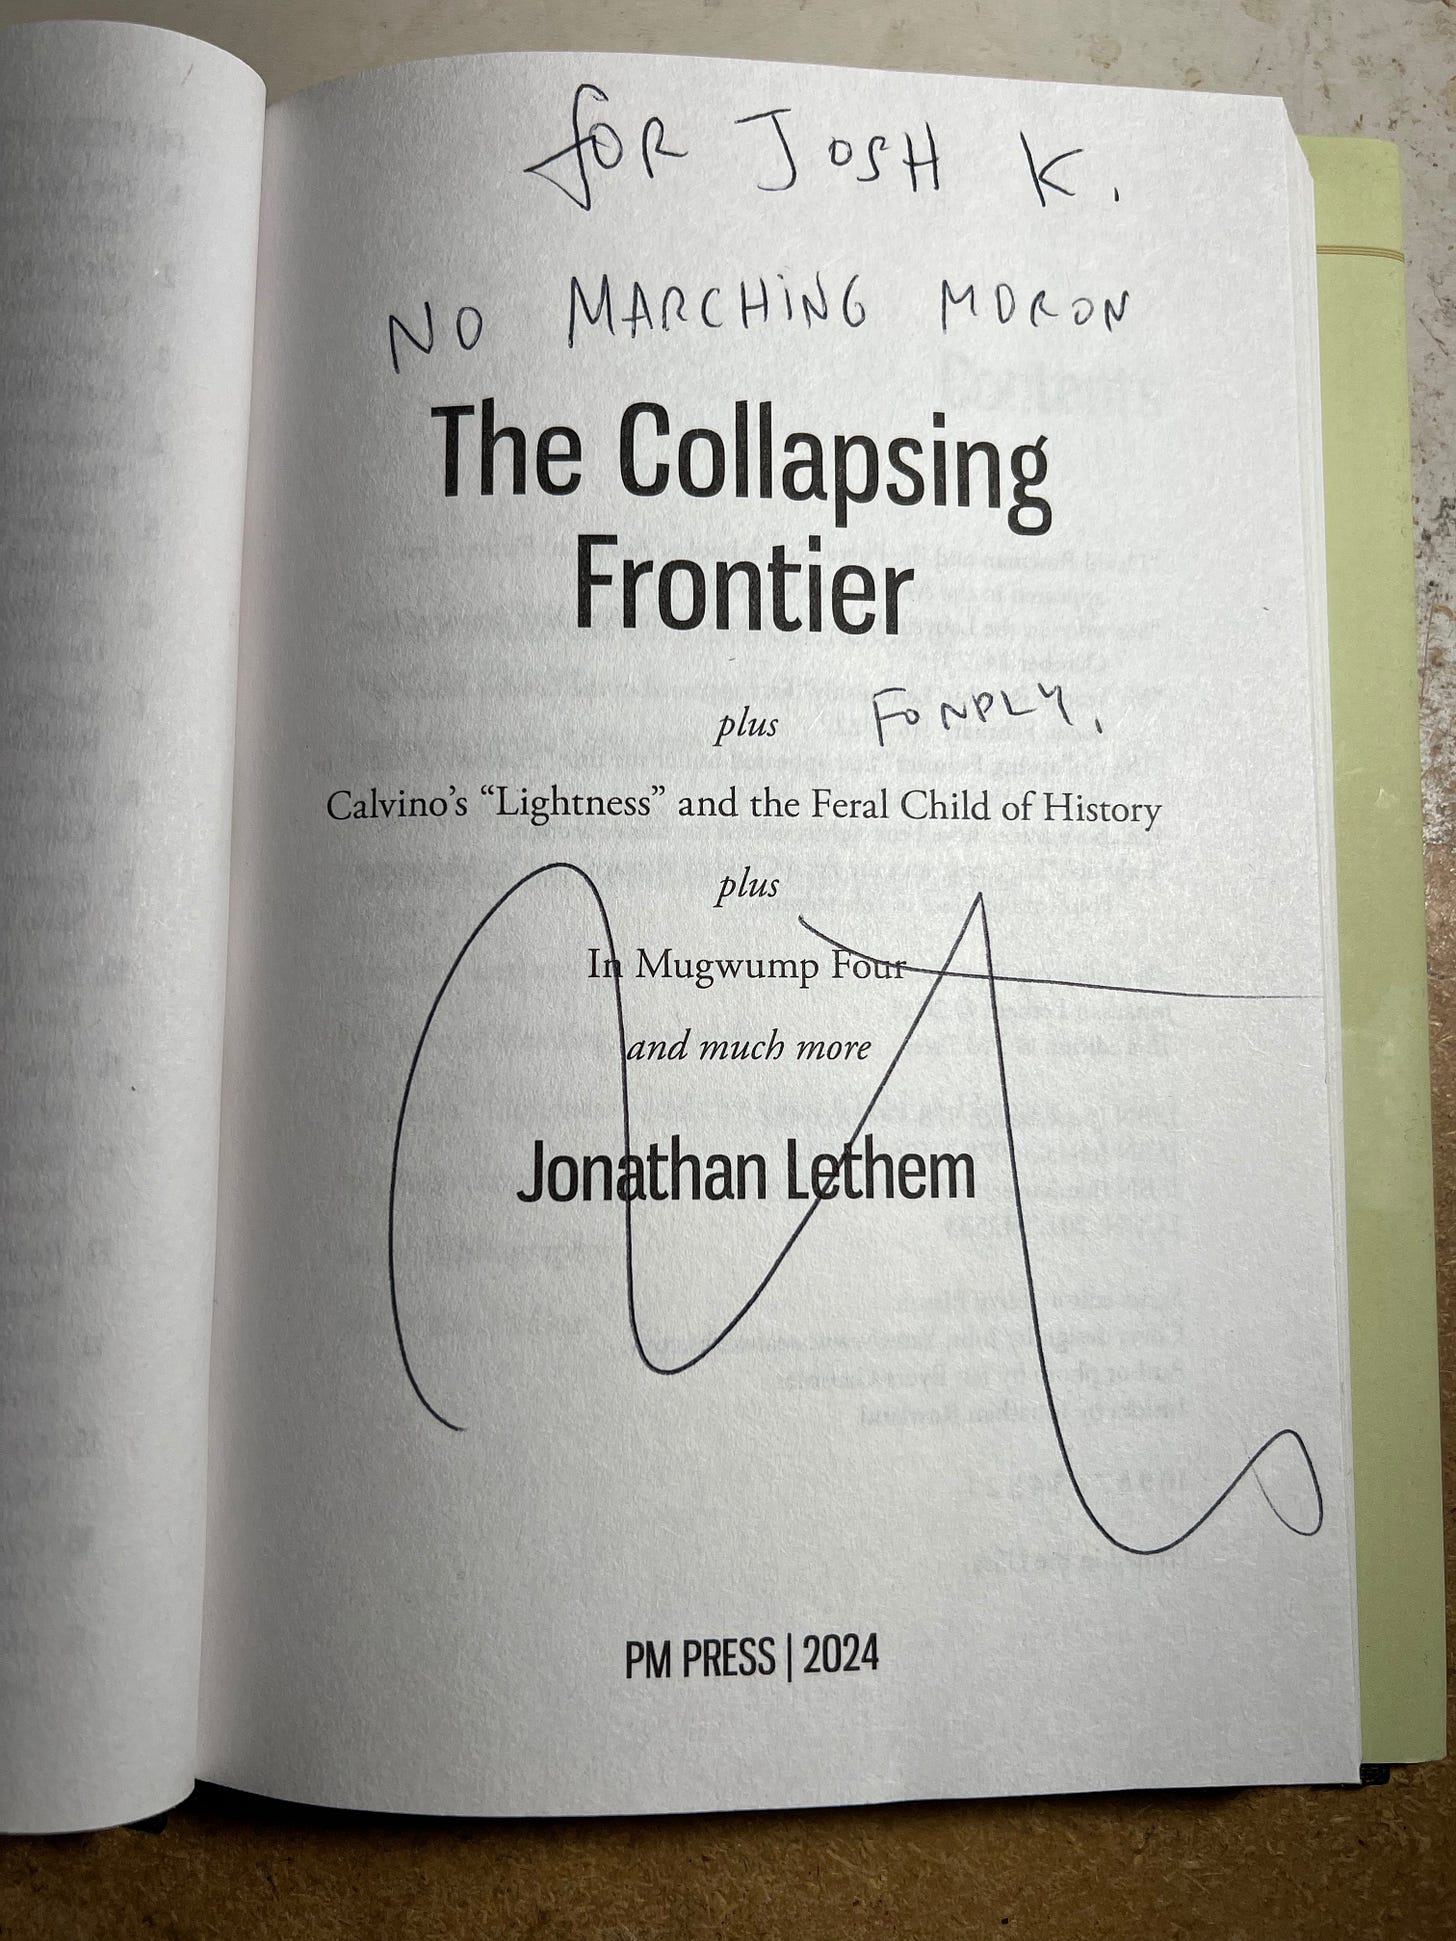 for JOSH K.
NO MARCHING MORON
The Collapsing
Frontier
plus
FONDLY,
Calvino's “Lightness” and the Feral Child of History
plus
In Mugwump Four
and much more
Jonathan Lethem
PM PRESS | 2024